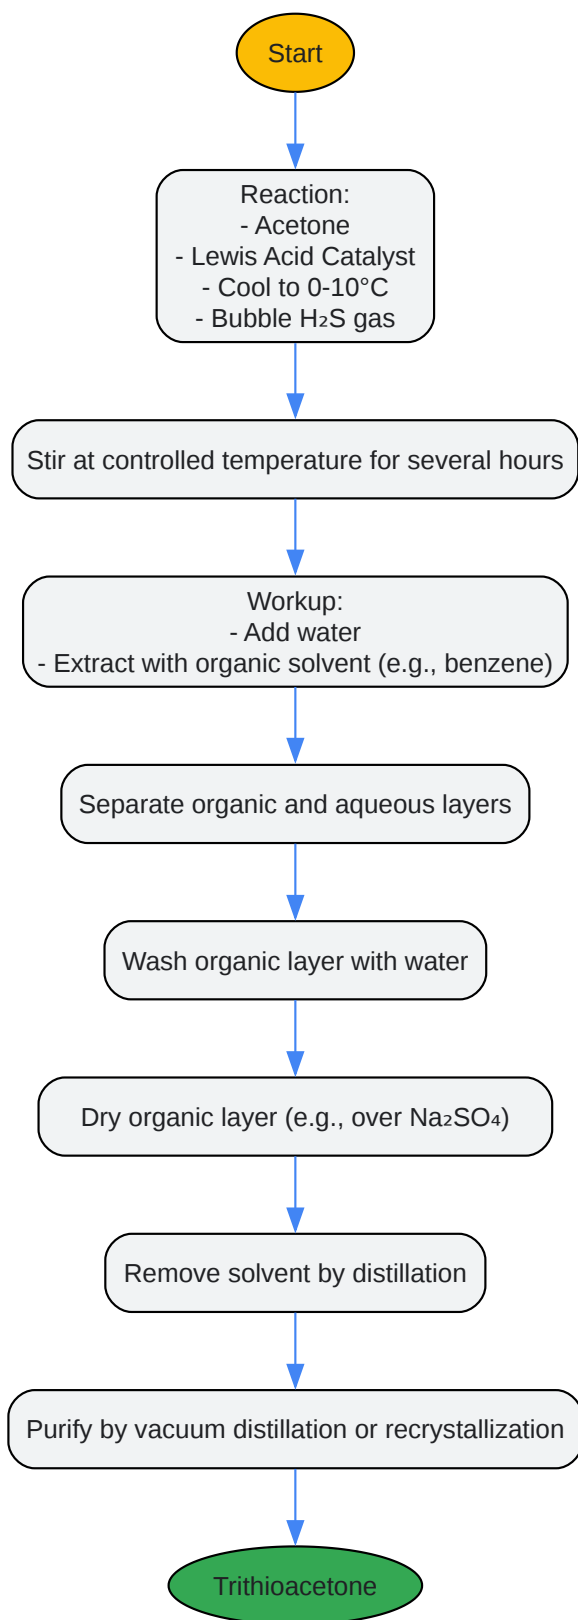 Start
Reaction:
- Acetone
- Lewis Acid Catalyst
- Cool to 0-10°C
- Bubble H₂S gas
Stir at controlled temperature for several hours
Workup:
- Add water
- Extract with organic solvent (e.g., benzene)
Separate organic and aqueous layers
Wash organic layer with water
Dry organic layer (e.g., over Na₂SO₄)
Remove solvent by distillation
Purify by vacuum distillation or recrystallization
Trithioacetone